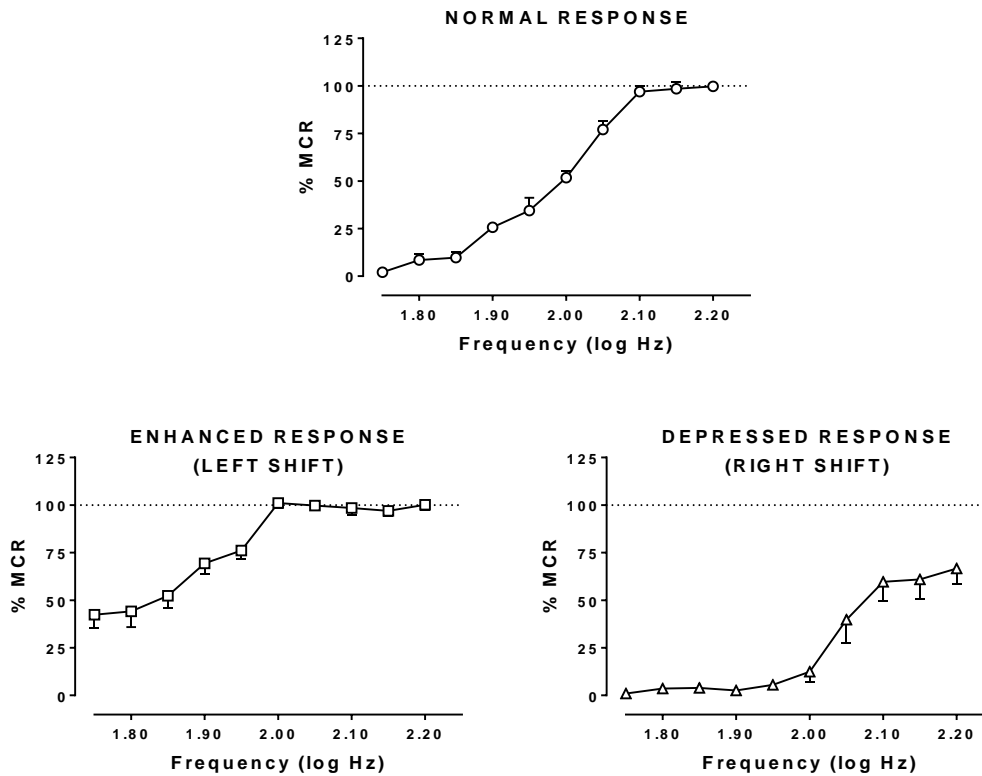 NORMAL RESPONSE
125
100
75
50
25
0
% MCR
1.80 1.90 2.00 2.10 2.20
Frequency (log Hz)
ENHANCED RESPONSE
(LEFT SHIFT)
125
100
75
50
25
0
% MCR
1.80 1.90 2.00 2.10 2.20
Frequency (log Hz)
DEPRESSED RESPONSE
(RIGHT SHIFT)
125
100
75
50
25
0
% MCR
1.80 1.90 2.00 2.10 2.20
Frequency (log Hz)